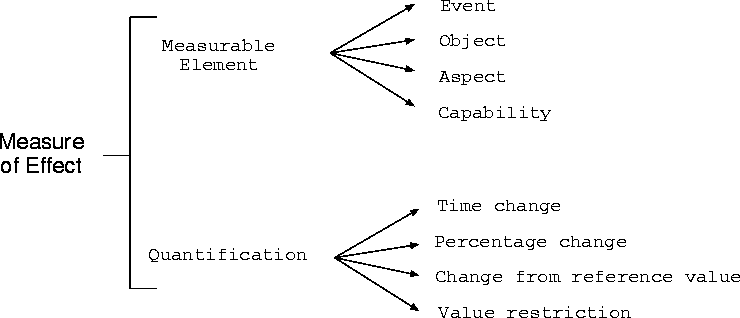 Measure
of Effect
Measurable
Element
Event
Object
Aspect
Capability
Quantification
Time change
Percentage change
Change from reference value
Value restriction